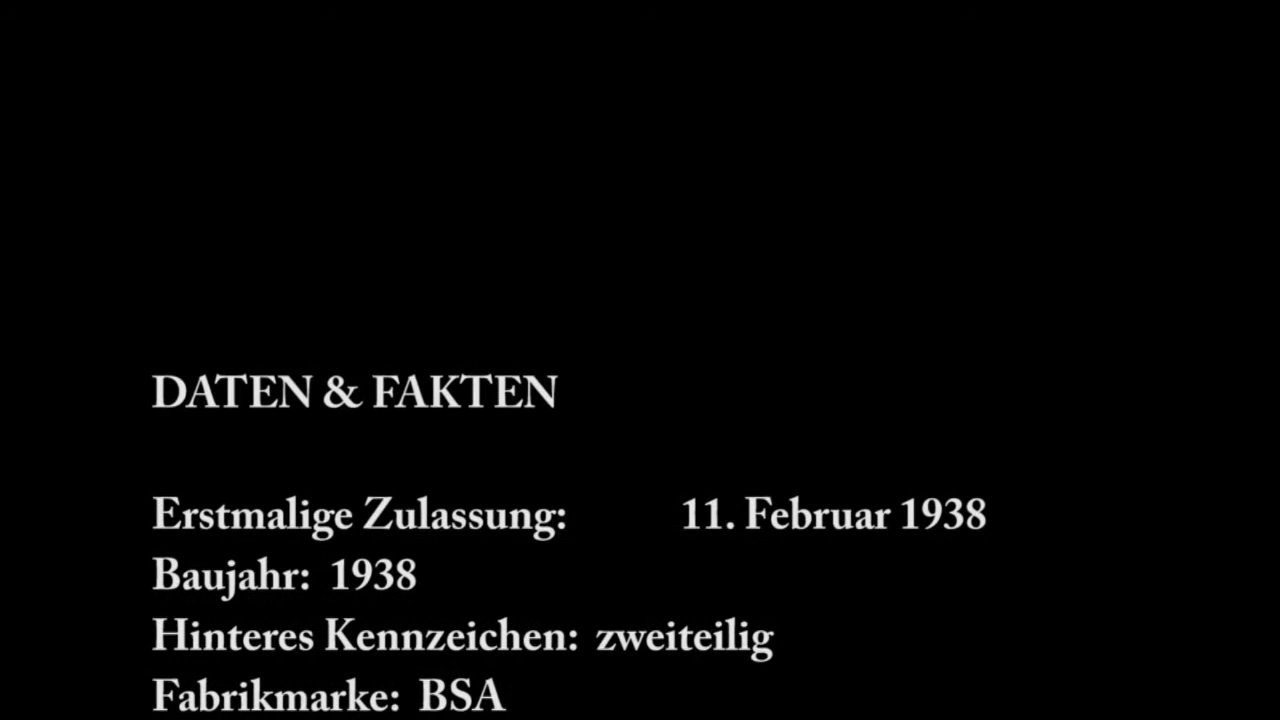 DATEN & FAKTEN
Erstmalige Zulassung: 11. Februar 1938
Baujahr: 1938
Hinteres Kennzeichen: zweiteilig
Fabrikmarke: BSA